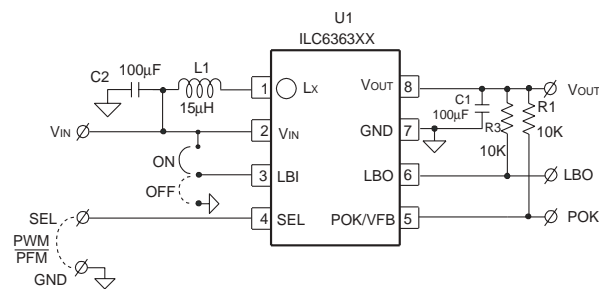 U1
ILC6363XX
C2
100µF
L1
15µH
1
LX
VOUT
8
VOUT
C1
100µF
R3
10K
R1
10K
VIN
2
VIN
GND
7
ON
OFF
3
LBI
LBO
6
LBO
SEL
4
SEL
POK/VFB
5
POK
PWM
PFM
GND